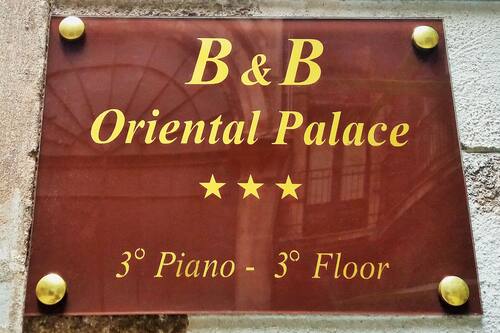 B & B
Oriental Palace
★ ★ ★
3° Piano - 3° Floor